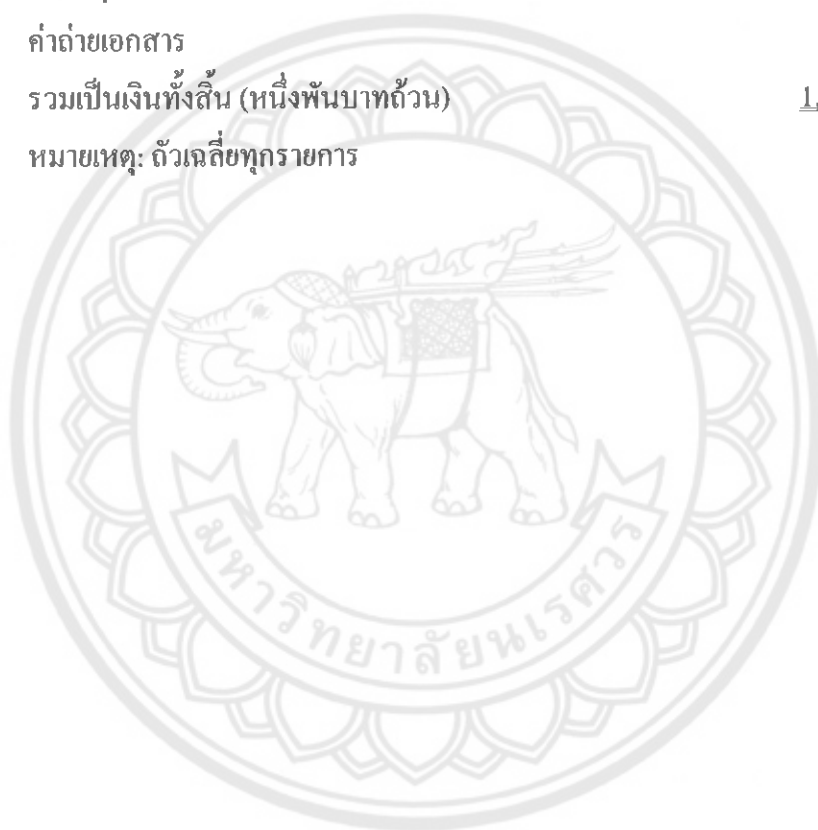 ค่าถ่ายเอกสาร
รวมเป็นเงินทั้งสิ้น (หนึ่งพันบาทถ้วน) 1,
หมายเหตุ: ถัวเฉลี่ยทุกรายการ
มหาวิทยาลัยนเรศวร